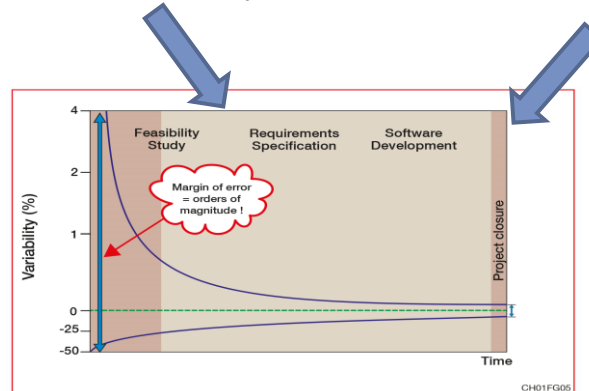 4
2
1
0
-25
-50
Variability (%)
Feasibility
Study
Requirements
Specification
Software
Development
Margin of error
= orders of
magnitude !
Project closure
Time
CH01FG05